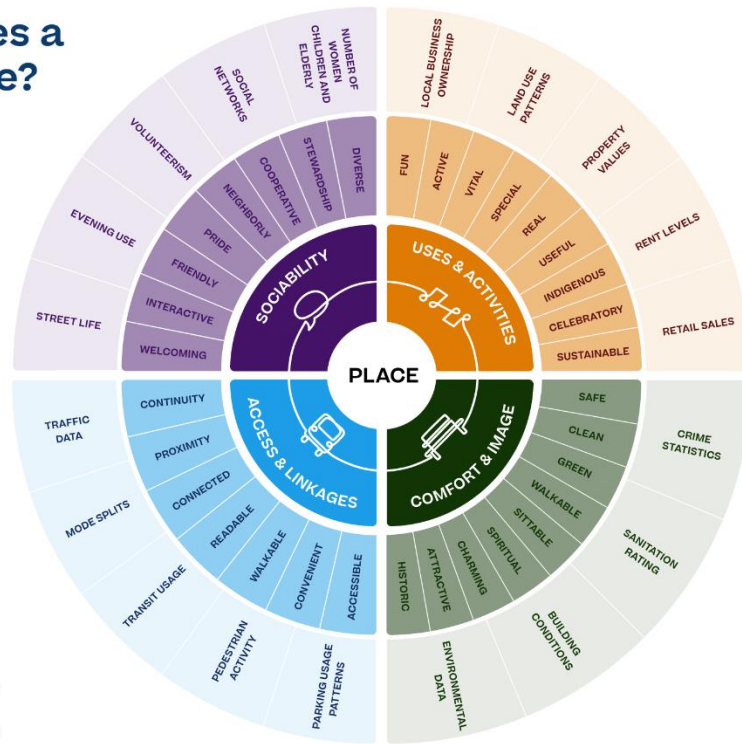 es a
e?
NUMBER OF
WOMEN
CHILDREN AND
ELDERLY
SOCIAL
NETWORKS
VOLUNTEERISM
EVENING USE
STREET LIFE
DIVERSE
STEWARDSHIP
COOPERATIVE
NEIGHBORLY
PRIDE
FRIENDLY
INTERACTIVE
WELCOMING
SOCIABILITY
LOCAL BUSINESS
OWNERSHIP
LAND USE
PATTERNS
PROPERTY
VALUES
RENT LEVELS
RETAIL SALES
FUN
ACTIVE
VITAL
SPECIAL
REAL
USEFUL
INDIGENOUS
CELEBRATORY
SUSTAINABLE
USES & ACTIVITIES
PLACE
ACCESS & LINKAGES
CONTINUITY
PROXIMITY
CONNECTED
READABLE
WALKABLE
CONVENIENT
ACCESSIBLE
TRAFFIC
DATA
MODE SPLITS
TRANSIT USAGE
PEDESTRIAN
ACTIVITY
PARKING USAGE
PATTERNS
COMFORT & IMAGE
SAFE
CLEAN
GREEN
WALKABLE
SITTABLE
SPIRITUAL
CHARMING
ATTRACTIVE
HISTORIC
CRIME
STATISTICS
SANITATION
RATING
BUILDING
CONDITIONS
ENVIRONMENTAL
DATA